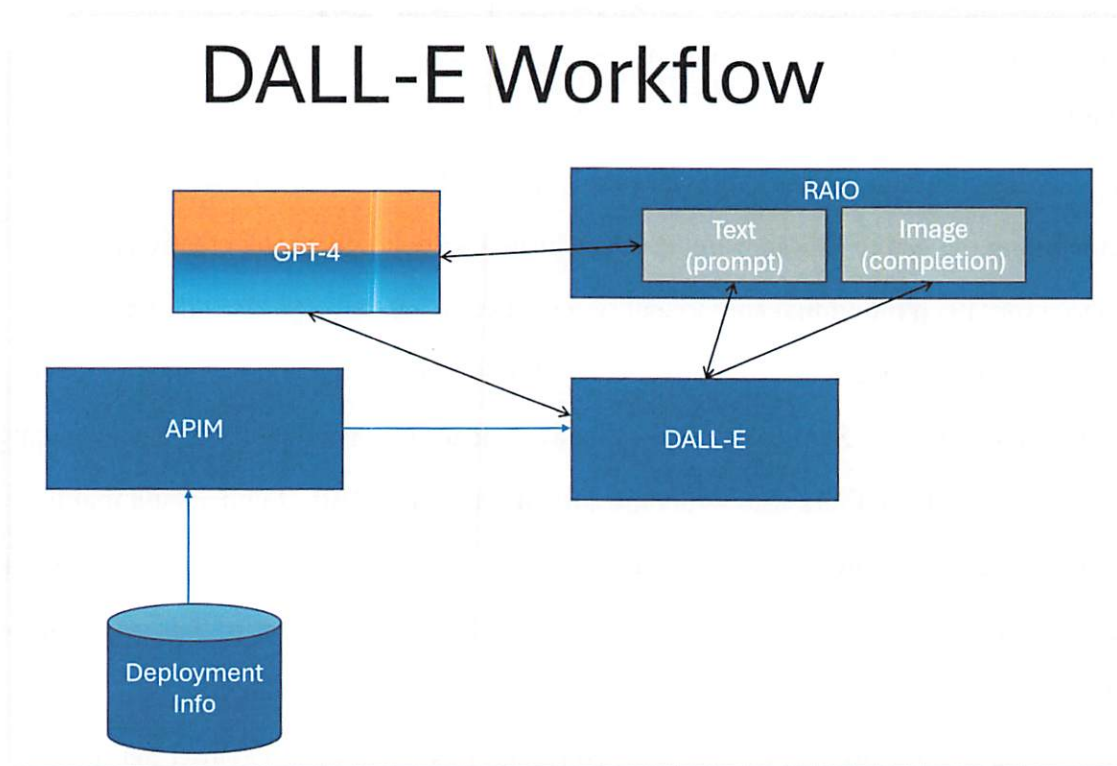 DALL-E Workflow
RAIO
GPT-4
Text
(prompt)
Image
(completion)
APIM
DALL-E
Deployment
Info